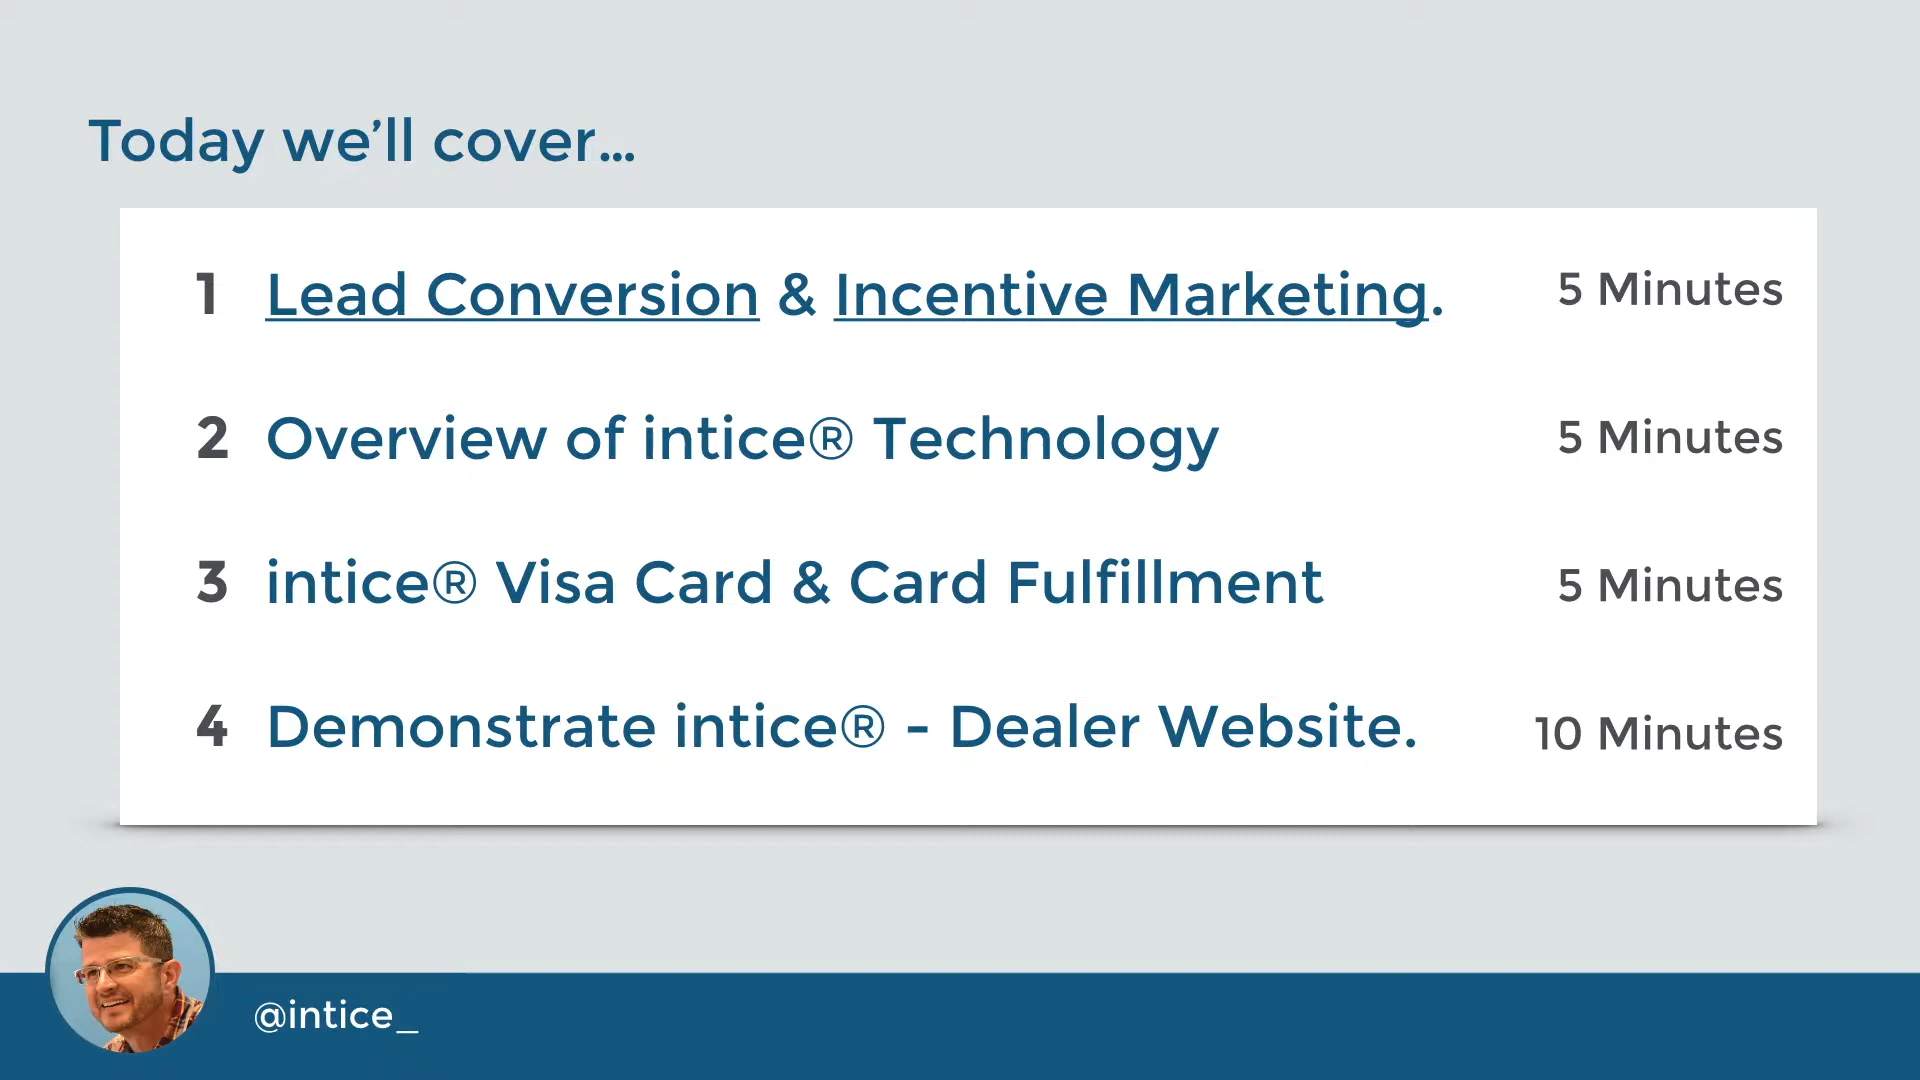 Today we’ll cover...
1 Lead Conversion & Incentive Marketing. 5 Minutes
2 Overview of intice® Technology 5 Minutes
3 intice® Visa Card & Card Fulfillment 5 Minutes
4 Demonstrate intice® - Dealer Website. 10 Minutes
@intice_